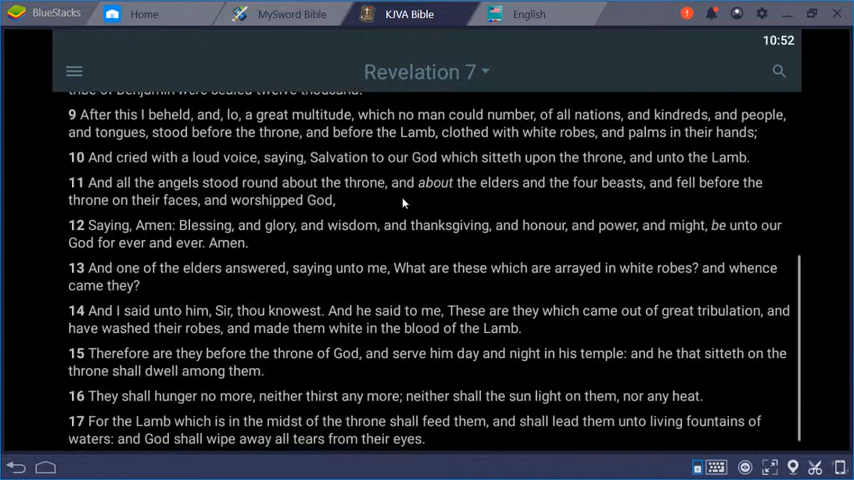 BlueStacks
Home
MySword Bible
KJVA Bible
English
10:52
Revelation 7
tribe of Benjamin were sealed twelve thousand.
9 After this I beheld, and, lo, a great multitude, which no man could number, of all nations, and kindreds, and people,
and tongues, stood before the throne, and before the Lamb, clothed with white robes, and palms in their hands;
10 And cried with a loud voice, saying, Salvation to our God which sitteth upon the throne, and unto the Lamb.
11 And all the angels stood round about the throne, and about the elders and the four beasts, and fell before the
throne on their faces, and worshipped God,
12 Saying, Amen: Blessing, and glory, and wisdom, and thanksgiving, and honour, and power, and might, be unto our
God for ever and ever. Amen.
13 And one of the elders answered, saying unto me, What are these which are arrayed in white robes? and whence
came they?
14 And I said unto him, Sir, thou knowest. And he said to me, These are they which came out of great tribulation, and
have washed their robes, and made them white in the blood of the Lamb.
15 Therefore are they before the throne of God, and serve him day and night in his temple: and he that sitteth on the
throne shall dwell among them.
16 They shall hunger no more, neither thirst any more; neither shall the sun light on them, nor any heat.
17 For the Lamb which is in the midst of the throne shall feed them, and shall lead them unto living fountains of
waters: and God shall wipe away all tears from their eyes.